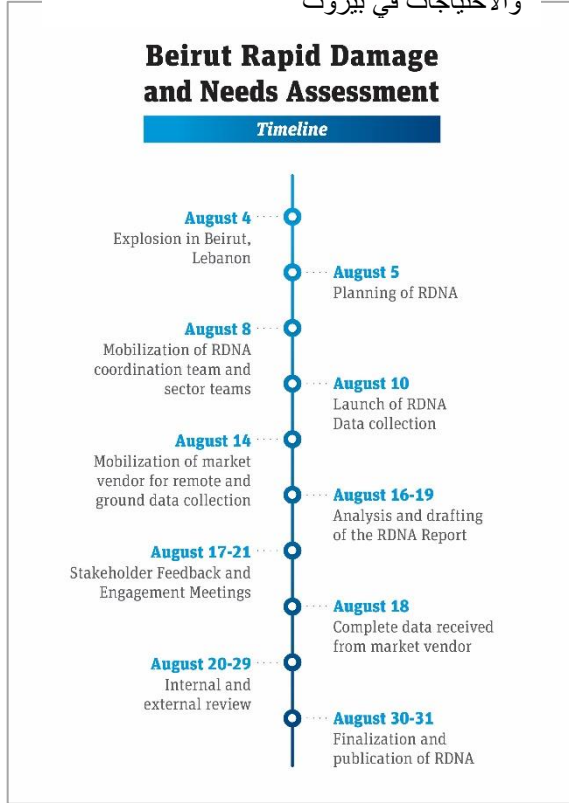 والاحتياجات في بيروت
Beirut Rapid Damage
and Needs Assessment
Timeline
August 4
Explosion in Beirut,
Lebanon
August 5
Planning of RDNA
August 8
Mobilization of RDNA
coordination team and
sector teams
August 10
Launch of RDNA
Data collection
August 14
Mobilization of market
vendor for remote and
ground data collection
August 16-19
Analysis and drafting
of the RDNA Report
August 17-21
Stakeholder Feedback and
Engagement Meetings
August 18
Complete data received
from market vendor
August 20-29
Internal and
external review
August 30-31
Finalization and
publication of RDNA